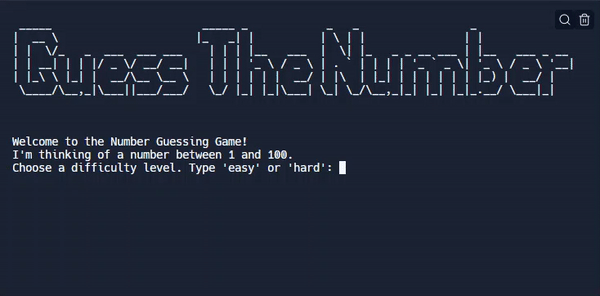 Guess The Number
Welcome to the Number Guessing Game!
I'm thinking of a number between 1 and 100.
Choose a difficulty level. Type 'easy' or 'hard':